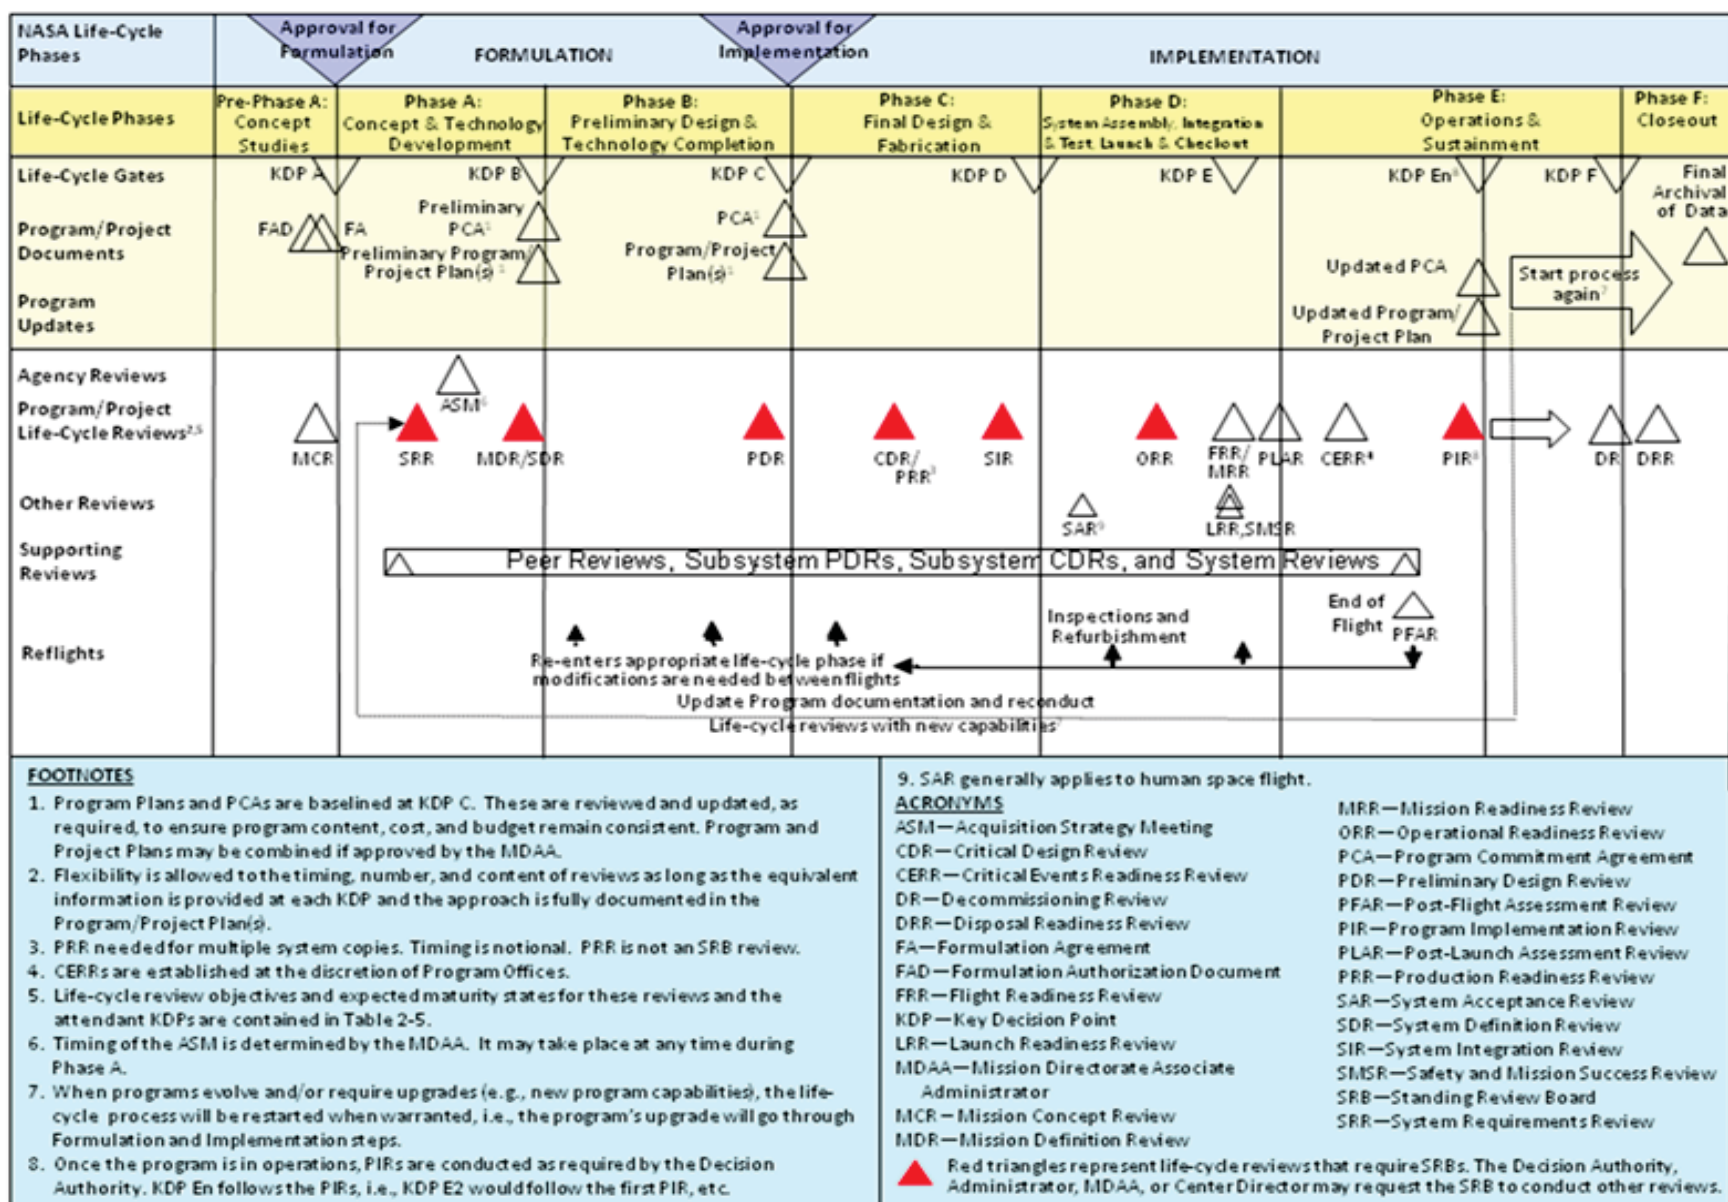 NASA Life-Cycle
Phases
Approval for
Formulation
FORMULATION
Approval for
Implementation
IMPLEMENTATION
Life-Cycle Phases
Pre-Phase A:
Concept
Studies
Phase A:
Concept & Technology
Development
Phase B:
Preliminary Design &
Technology Completion
Phase C:
Final Design &
Fabrication
Phase D:
System Assembly, Integration
& Test, Launch & Checkout
Phase E:
Operations &
Sustainment
Phase F:
Closeout
Life-Cycle Gates
KDP A
KDP B
KDP C
KDP D
KDP E
KDP En⁸
KDP F
Final
Archival
of Data
Program/Project
Documents
FAD
FA
Preliminary
PCA¹
Preliminary Program/
Project Plan(s) ¹
PCA¹
Program/Project
Plan(s)¹
Program
Updates
Updated PCA
Updated Program/
Project Plan
Start process
again⁷
Agency Reviews
ASM⁶
Program/Project
Life-Cycle Reviews²,⁵
MCR
SRR
MDR/SDR
PDR
CDR/
PRR³
SIR
ORR
FRR/
MRR
PLAR
CERR⁴
PIR⁸
DR
DRR
Other Reviews
SAR⁹
LRR,SMSR
Supporting
Reviews
Peer Reviews, Subsystem PDRs, Subsystem CDRs, and System Reviews
Reflights
Inspections and
Refurbishment
End of
Flight
PFAR
Re-enters appropriate life-cycle phase if
modifications are needed between flights
Update Program documentation and reconduct
Life-cycle reviews with new capabilities⁷
FOOTNOTES
1. Program Plans and PCAs are baselined at KDP C. These are reviewed and updated, as
required, to ensure program content, cost, and budget remain consistent. Program and
Project Plans may be combined if approved by the MDAA.
2. Flexibility is allowed to the timing, number, and content of reviews as long as the equivalent
information is provided at each KDP and the approach is fully documented in the
Program/Project Plan(s).
3. PRR needed for multiple system copies. Timing is notional. PRR is not an SRB review.
4. CERRs are established at the discretion of Program Offices.
5. Life-cycle review objectives and expected maturity states for these reviews and the
attendant KDPs are contained in Table 2-5.
6. Timing of the ASM is determined by the MDAA. It may take place at any time during
Phase A.
7. When programs evolve and/or require upgrades (e.g., new program capabilities), the life-
cycle process will be restarted when warranted, i.e., the program's upgrade will go through
Formulation and Implementation steps.
8. Once the program is in operations, PIRs are conducted as required by the Decision
Authority. KDP En follows the PIRs, i.e., KDP E2 would follow the first PIR, etc.
9. SAR generally applies to human space flight.
ACRONYMS
ASM—Acquisition Strategy Meeting
CDR—Critical Design Review
CERR—Critical Events Readiness Review
DR—Decommissioning Review
DRR—Disposal Readiness Review
FA—Formulation Agreement
FAD—Formulation Authorization Document
FRR—Flight Readiness Review
KDP—Key Decision Point
LRR—Launch Readiness Review
MDAA—Mission Directorate Associate
Administrator
MCR—Mission Concept Review
MDR—Mission Definition Review
MRR—Mission Readiness Review
ORR—Operational Readiness Review
PCA—Program Commitment Agreement
PDR—Preliminary Design Review
PFAR—Post-Flight Assessment Review
PIR—Program Implementation Review
PLAR—Post-Launch Assessment Review
PRR—Production Readiness Review
SAR—System Acceptance Review
SDR—System Definition Review
SIR—System Integration Review
SMSR—Safety and Mission Success Review
SRB—Standing Review Board
SRR—System Requirements Review
Red triangles represent life-cycle reviews that require SRBs. The Decision Authority,
Administrator, MDAA, or Center Director may request the SRB to conduct other reviews.